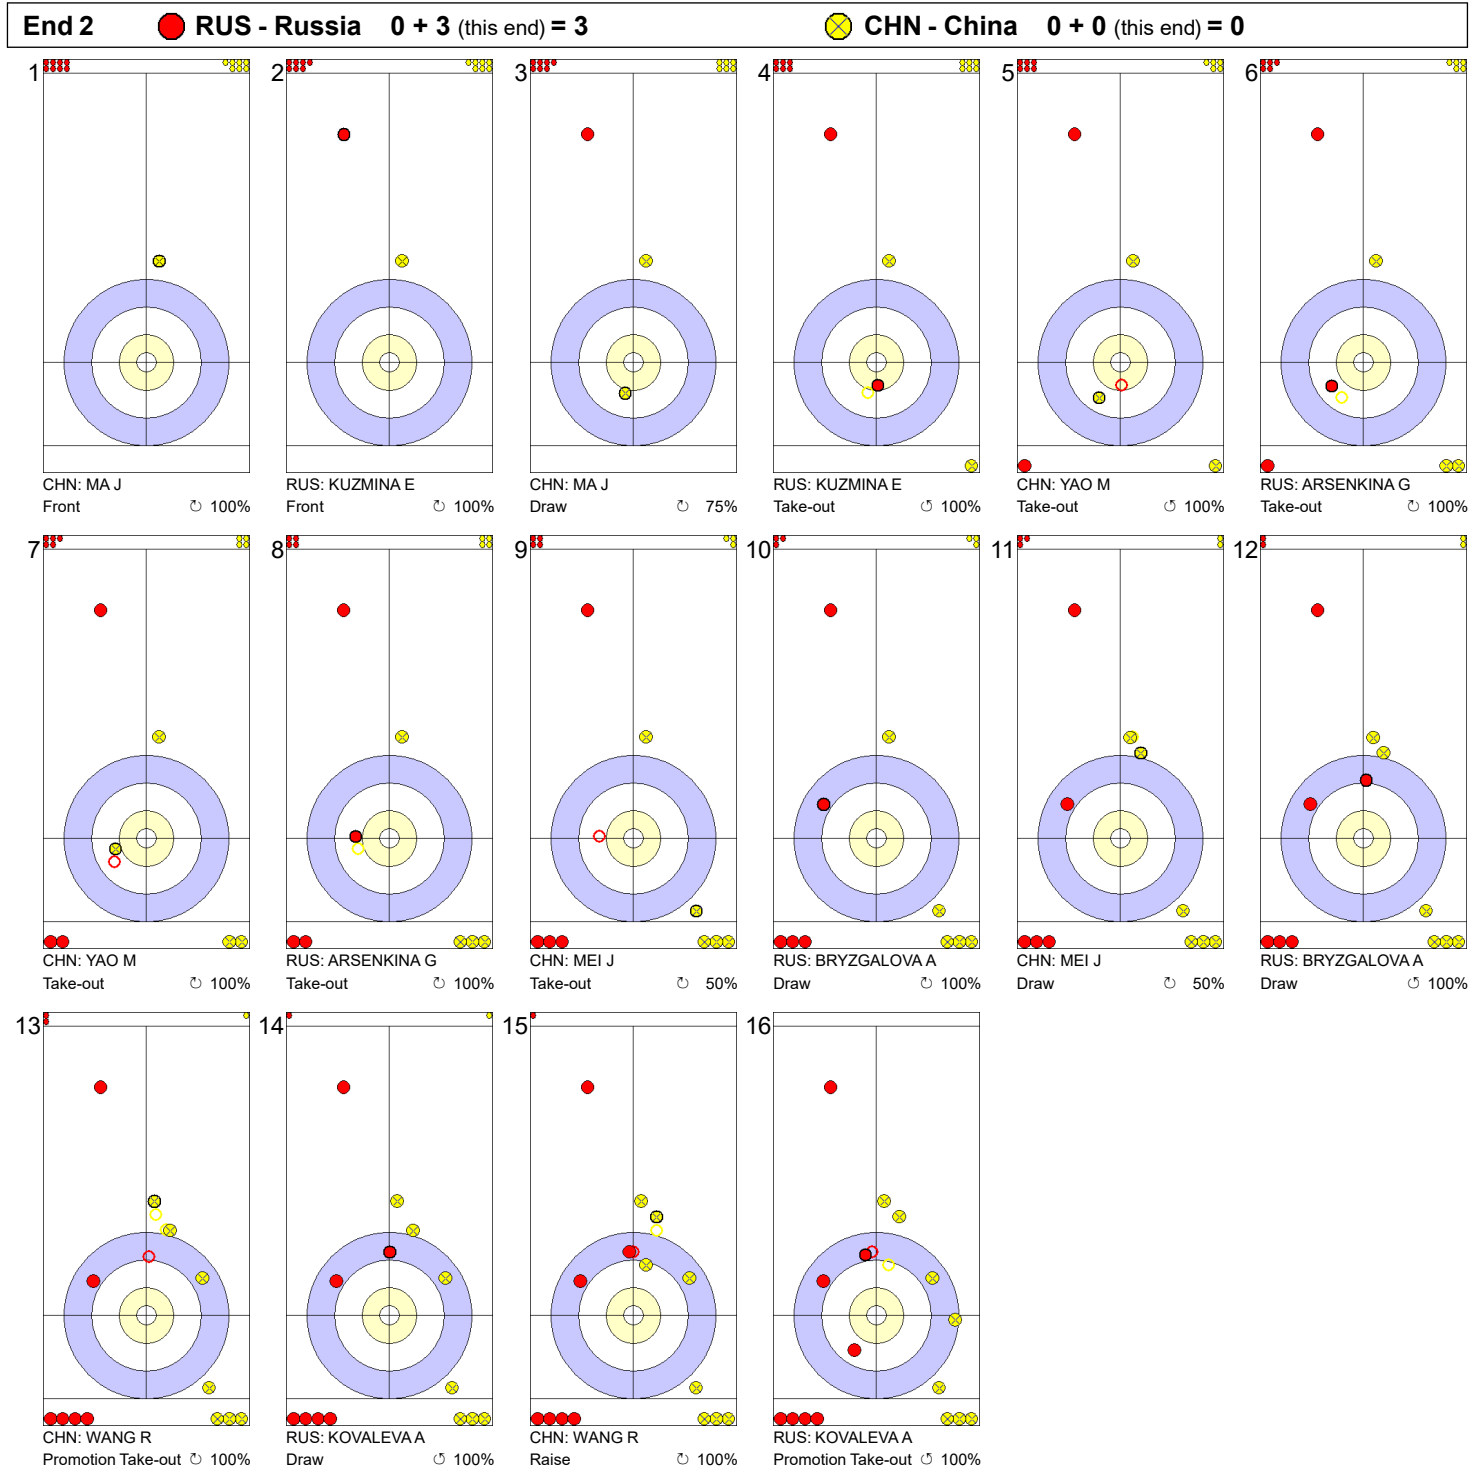 End 2 RUS - Russia 0 + 3 (this end) = 3 CHN - China 0 + 0 (this end) = 0
1 2 3 4 5 6
CHN: MA J RUS: KUZMINA E CHN: MA J RUS: KUZMINA E CHN: YAO M RUS: ARSENKINA G
Front ↻ 100% Front ↻ 100% Draw ↻ 75% Take-out ↻ 100% Take-out ↻ 100% Take-out ↻ 100%
7 8 9 10 11 12
CHN: YAO M RUS: ARSENKINA G CHN: MEI J RUS: BRYZGALOVA A CHN: MEI J RUS: BRYZGALOVA A
Take-out ↻ 100% Take-out ↻ 100% Take-out ↻ 50% Draw ↻ 100% Draw ↻ 50% Draw ↻ 100%
13 14 15 16
CHN: WANG R RUS: KOVALEVA A CHN: WANG R RUS: KOVALEVA A
Promotion Take-out ↻ 100% Draw ↻ 100% Raise ↻ 100% Promotion Take-out ↻ 100%